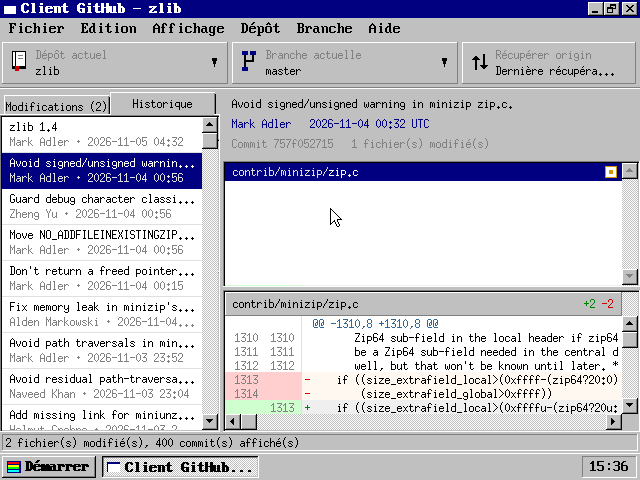 Client GitHub - zlib
Fichier Edition Affichage Dépôt Branche Aide
Dépôt actuel
zlib
Branche actuelle
master
Récupérer origin
Dernière récupéra...
Modifications (2)
Historique
zlib 1.4
Mark Adler • 2026-11-05 04:32
Avoid signed/unsigned warnin...
Mark Adler • 2026-11-04 00:56
Guard debug character classi...
Zheng Yu • 2026-11-04 00:56
Move NO_ADDFILEINEXISTINGZIP...
Mark Adler • 2026-11-04 00:56
Don't return a freed pointer...
Mark Adler • 2026-11-04 00:15
Fix memory leak in minizip's...
Alden Markowski • 2026-11-04...
Avoid path traversals in min...
Mark Adler • 2026-11-03 23:52
Avoid residual path-traversa...
Naveed Khan • 2026-11-03 23:04
Add missing link for miniunz...
Avoid signed/unsigned warning in minizip zip.c.
Mark Adler 2026-11-04 00:32 UTC
Commit 757f052715 1 fichier(s) modifié(s)
contrib/minizip/zip.c
contrib/minizip/zip.c +2 -2
@@ -1310,8 +1310,8 @@
1310 1310 Zip64 sub-field in the local header if zip64
1311 1311 be a Zip64 sub-field needed in the central d
1312 1312 well, but that won't be known until later. *
1313 - if ((size_extrafield_local>(0xffff-(zip64?20:0)
1314 - (size_extrafield_global>0xffff))
1313 + if ((size_extrafield_local>(0xffffu-(zip64?20u:
2 fichier(s) modifié(s), 400 commit(s) affiché(s)
Démarrer
Client GitHub...
15:36